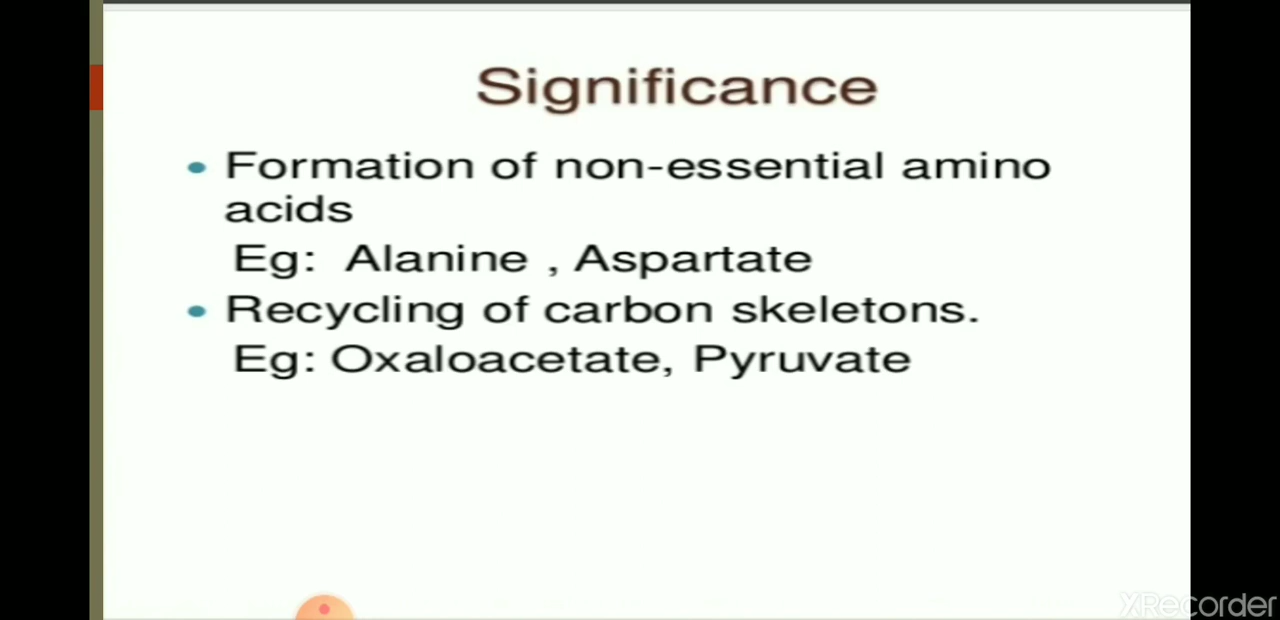 Significance
• Formation of non-essential amino
acids
Eg: Alanine , Aspartate
• Recycling of carbon skeletons.
Eg: Oxaloacetate, Pyruvate
XRecorder